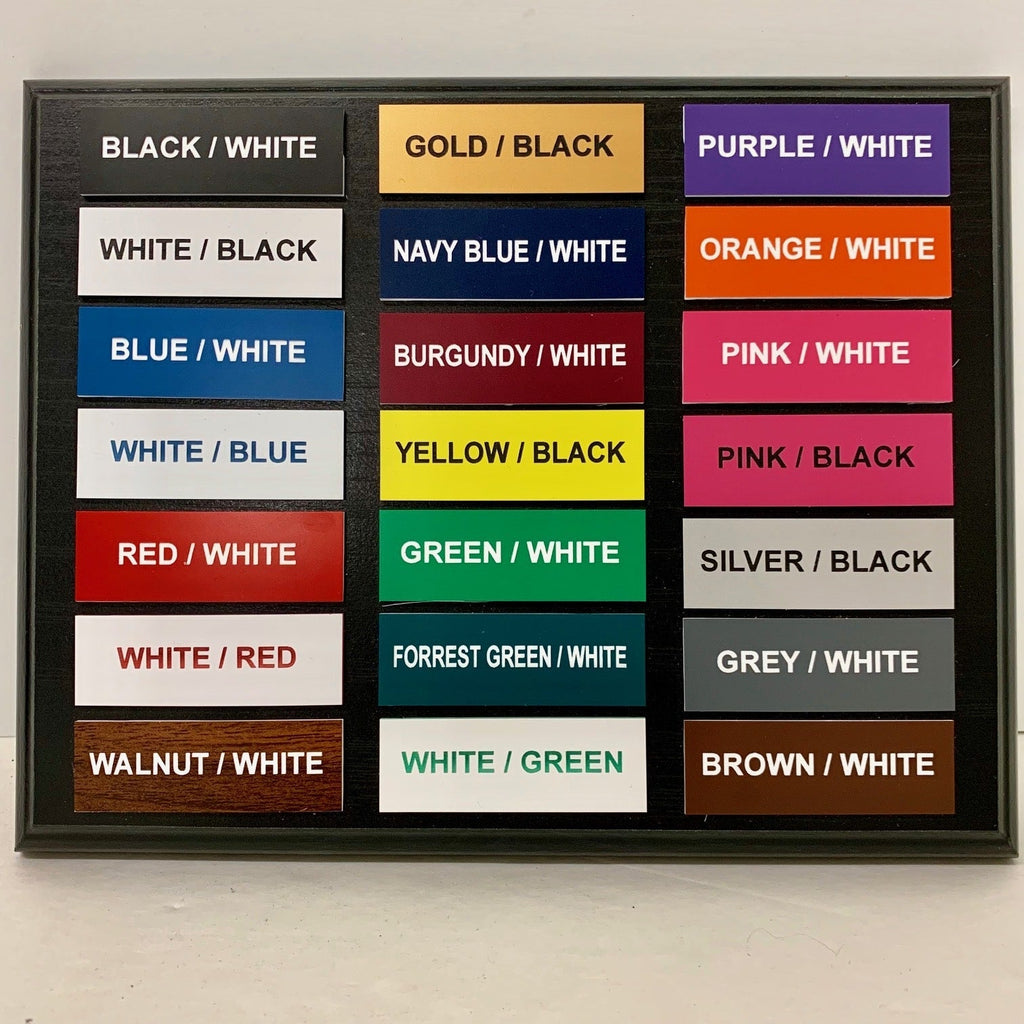 BLACK / WHITE
WHITE / BLACK
BLUE / WHITE
WHITE / BLUE
RED / WHITE
WHITE / RED
WALNUT / WHITE
GOLD / BLACK
NAVY BLUE / WHITE
BURGUNDY / WHITE
YELLOW / BLACK
GREEN / WHITE
FORREST GREEN / WHITE
WHITE / GREEN
PURPLE / WHITE
ORANGE / WHITE
PINK / WHITE
PINK / BLACK
SILVER / BLACK
GREY / WHITE
BROWN / WHITE